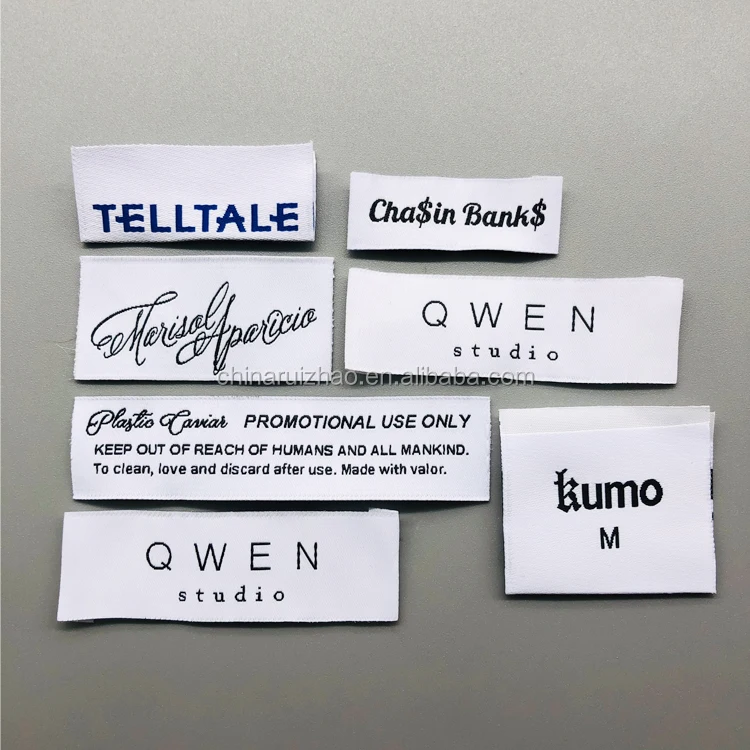 TELLTALE
Cha$in Bank$
Marisol Aparicio
QWEN
studio
chinaruizhao.en.alibaba.com
Plastic Caviar PROMOTIONAL USE ONLY
KEEP OUT OF REACH OF HUMANS AND ALL MANKIND.
To clean, love and discard after use. Made with valor.
kumo
M
QWEN
studio